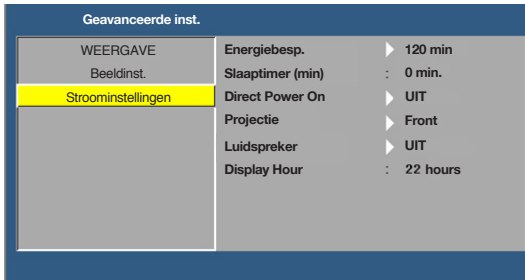 Geavanceerde inst.
WEERGAVE
Beeldinst.
Stroominstellingen
Energiebesp. 120 min
Slaaptimer (min) : 0 min.
Direct Power On UIT
Projectie Front
Luidspreker UIT
Display Hour : 22 hours